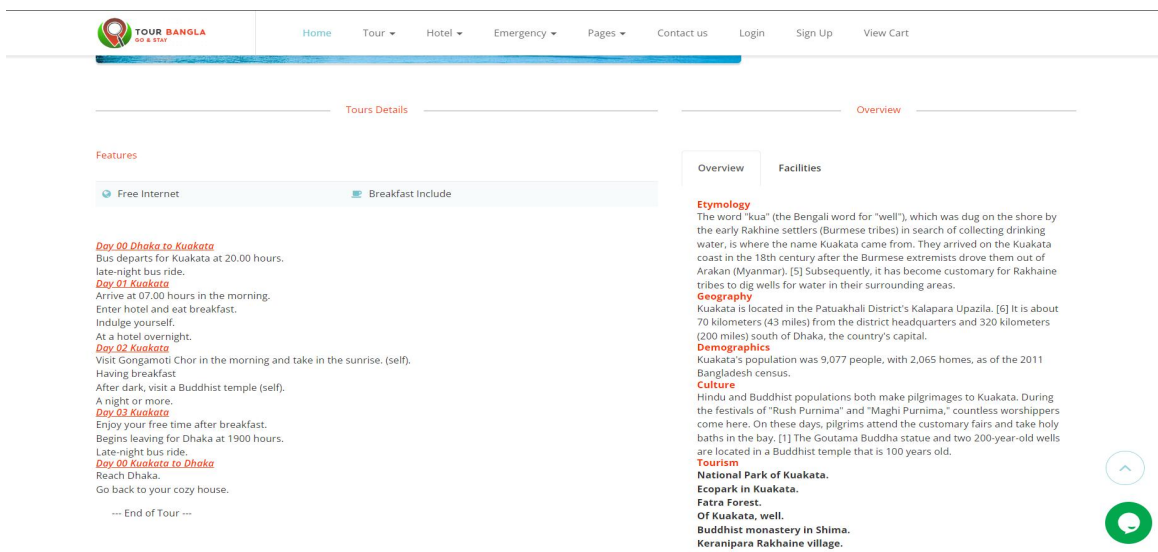 TOUR BANGLA
GO & STAY
Home Tour Hotel Emergency Pages Contact us Login Sign Up View Cart
Tours Details
Features
Free Internet Breakfast Include
Day 00 Dhaka to Kuakata
Bus departs for Kuakata at 20.00 hours.
late-night bus ride.
Day 01 Kuakata
Arrive at 07.00 hours in the morning.
Enter hotel and eat breakfast.
Indulge yourself.
At a hotel overnight.
Day 02 Kuakata
Visit Gongamoti Chor in the morning and take in the sunrise. (self).
Having breakfast
After dark, visit a Buddhist temple (self).
A night or more.
Day 03 Kuakata
Enjoy your free time after breakfast.
Begins leaving for Dhaka at 1900 hours.
Late-night bus ride.
Day 00 Kuakata to Dhaka
Reach Dhaka.
Go back to your cozy house.
--- End of Tour ---
Overview
Overview Facilities
Etymology
The word "kua" (the Bengali word for "well"), which was dug on the shore by
the early Rakhine settlers (Burmese tribes) in search of collecting drinking
water, is where the name Kuakata came from. They arrived on the Kuakata
coast in the 18th century after the Burmese extremists drove them out of
Arakan (Myanmar). [5] Subsequently, it has become customary for Rakhaine
tribes to dig wells for water in their surrounding areas.
Geography
Kuakata is located in the Patuakhali District's Kalapara Upazila. [6] It is about
70 kilometers (43 miles) from the district headquarters and 320 kilometers
(200 miles) south of Dhaka, the country's capital.
Demographics
Kuakata's population was 9,077 people, with 2,065 homes, as of the 2011
Bangladesh census.
Culture
Hindu and Buddhist populations both make pilgrimages to Kuakata. During
the festivals of "Rush Purnima" and "Maghi Purnima," countless worshippers
come here. On these days, pilgrims attend the customary fairs and take holy
baths in the bay. [1] The Goutama Buddha statue and two 200-year-old wells
are located in a Buddhist temple that is 100 years old.
Tourism
National Park of Kuakata.
Ecopark in Kuakata.
Fatra Forest.
Of Kuakata, well.
Buddhist monastery in Shima.
Keranipara Rakhaine village.